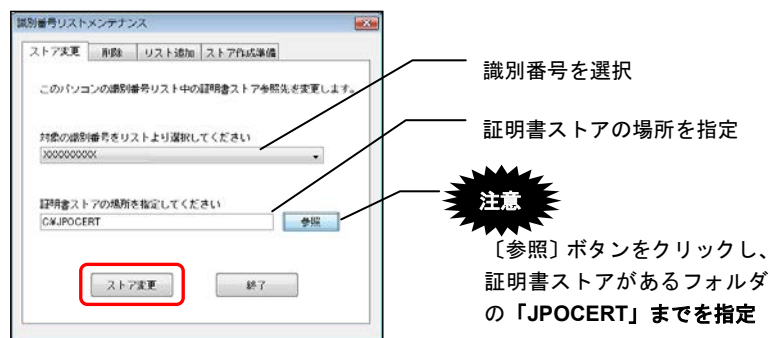 識別番号リストメンテナンス
ストア変更 削除 リスト追加 ストア作成準備
このパソコンの識別番号リスト中の証明書ストア参照先を変更します。
対象の識別番号をリストより選択してください
XXXXXXXXX
証明書ストアの場所を指定してください
C:¥JPOCERT
参照
ストア変更 終了
識別番号を選択
証明書ストアの場所を指定
注意
〔参照〕ボタンをクリックし、
証明書ストアがあるフォルダ
の「JPOCERT」までを指定